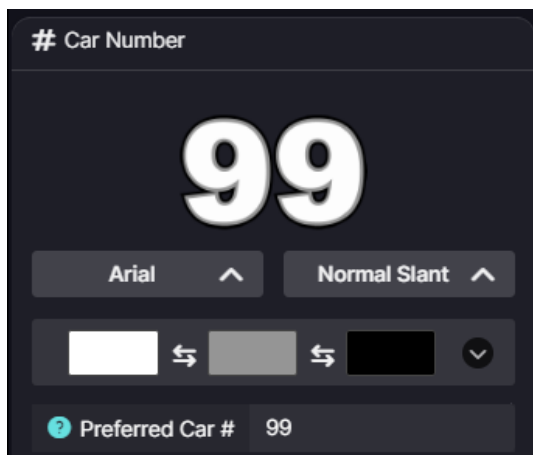 # Car Number
99
Arial Normal Slant
? Preferred Car # 99